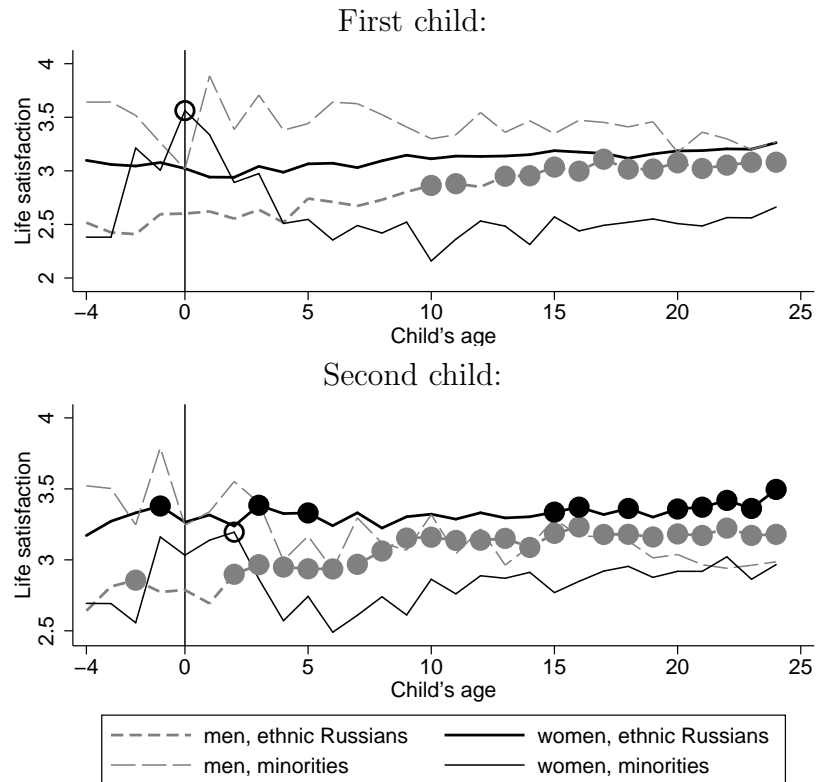 First child:
4
3.5
3
2.5
2
Life satisfaction
−4 0 5 10 15 20 25
Child's age
Second child:
4
3.5
3
2.5
Life satisfaction
−4 0 5 10 15 20 25
Child's age
men, ethnic Russians women, ethnic Russians
men, minorities women, minorities